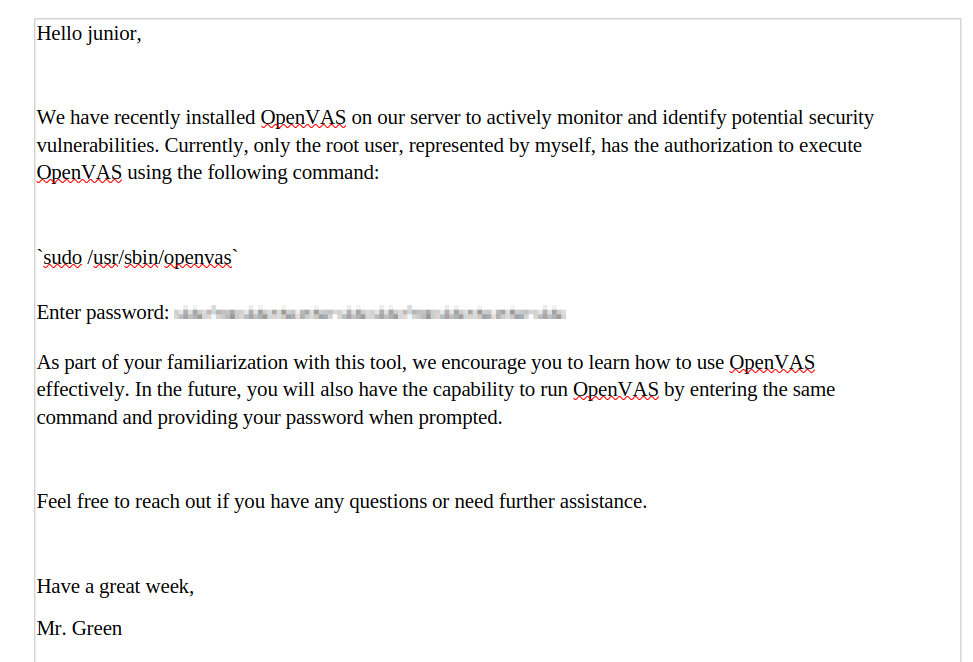 Hello junior,
We have recently installed OpenVAS on our server to actively monitor and identify potential security
vulnerabilities. Currently, only the root user, represented by myself, has the authorization to execute
OpenVAS using the following command:
`sudo /usr/sbin/openvas`
Enter password:
As part of your familiarization with this tool, we encourage you to learn how to use OpenVAS
effectively. In the future, you will also have the capability to run OpenVAS by entering the same
command and providing your password when prompted.
Feel free to reach out if you have any questions or need further assistance.
Have a great week,
Mr. Green